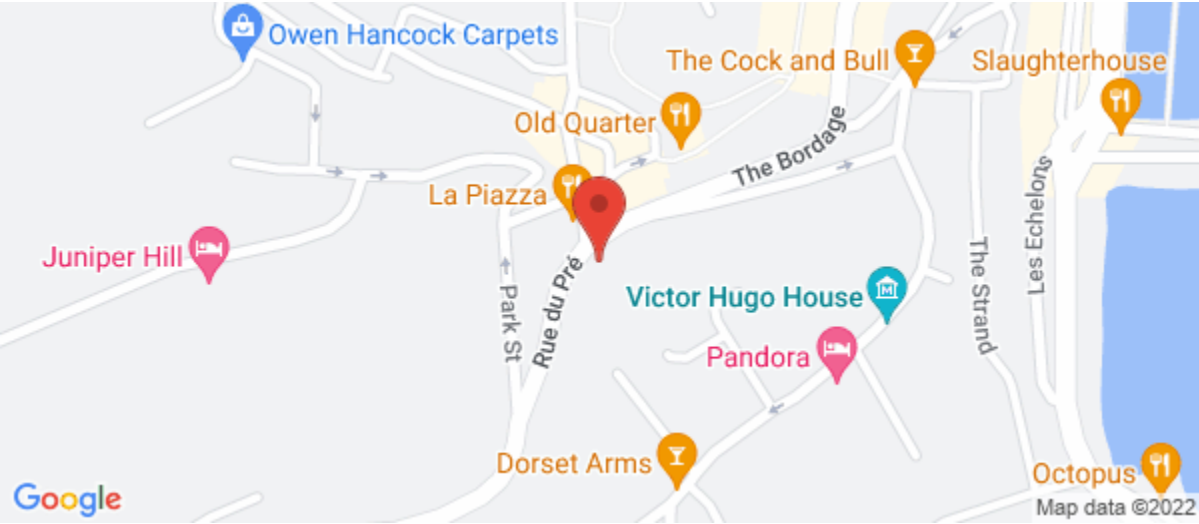 Owen Hancock Carpets
The Cock and Bull
Slaughterhouse
Old Quarter
The Bordage
La Piazza
Les Echelons
Juniper Hill
Rue du Pré
Park St
The Strand
Victor Hugo House
M
Pandora
Dorset Arms
Octopus
Google
Map data ©2022